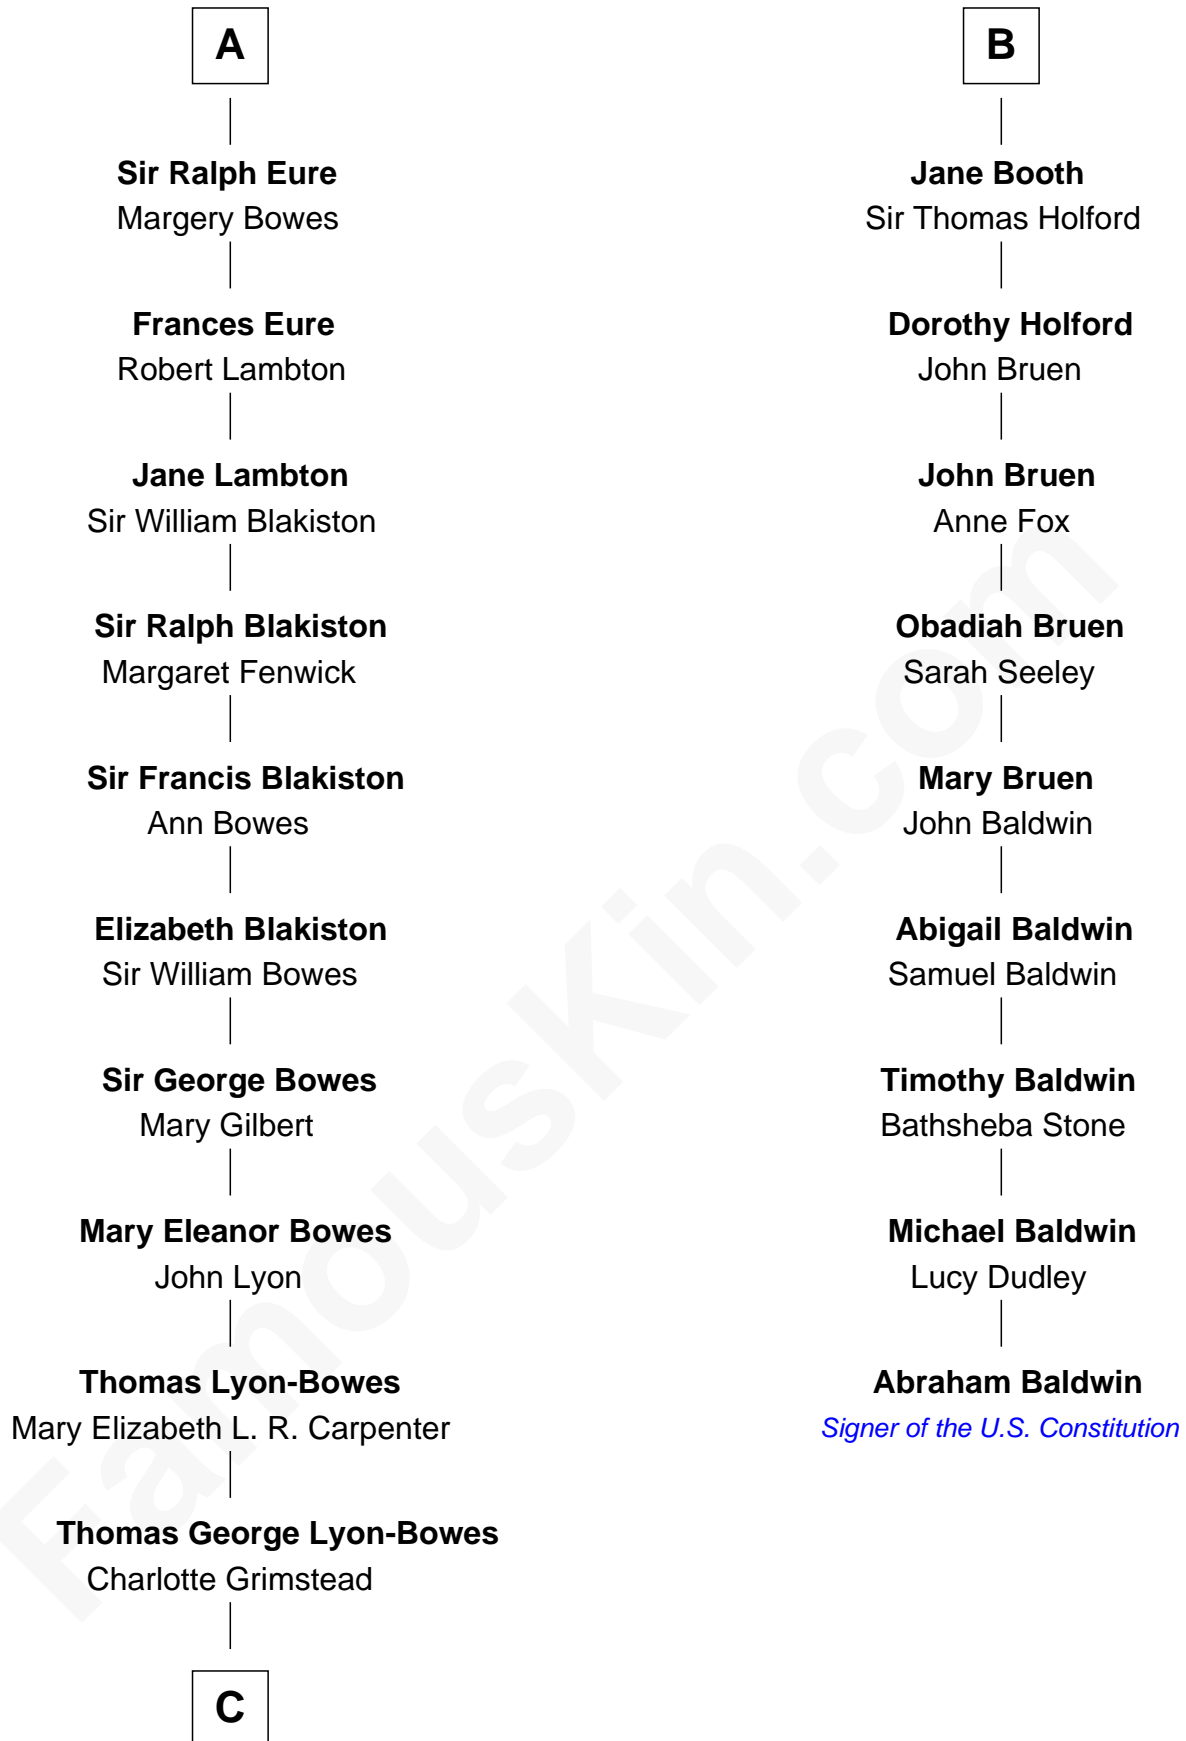 A
Sir Ralph Eure
Margery Bowes
Frances Eure
Robert Lambton
Jane Lambton
Sir William Blakiston
Sir Ralph Blakiston
Margaret Fenwick
Sir Francis Blakiston
Ann Bowes
Elizabeth Blakiston
Sir William Bowes
Sir George Bowes
Mary Gilbert
Mary Eleanor Bowes
John Lyon
Thomas Lyon-Bowes
Mary Elizabeth L. R. Carpenter
Thomas George Lyon-Bowes
Charlotte Grimstead
C
B
Jane Booth
Sir Thomas Holford
Dorothy Holford
John Bruen
John Bruen
Anne Fox
Obadiah Bruen
Sarah Seeley
Mary Bruen
John Baldwin
Abigail Baldwin
Samuel Baldwin
Timothy Baldwin
Bathsheba Stone
Michael Baldwin
Lucy Dudley
Abraham Baldwin
Signer of the U.S. Constitution
FamousKin.com